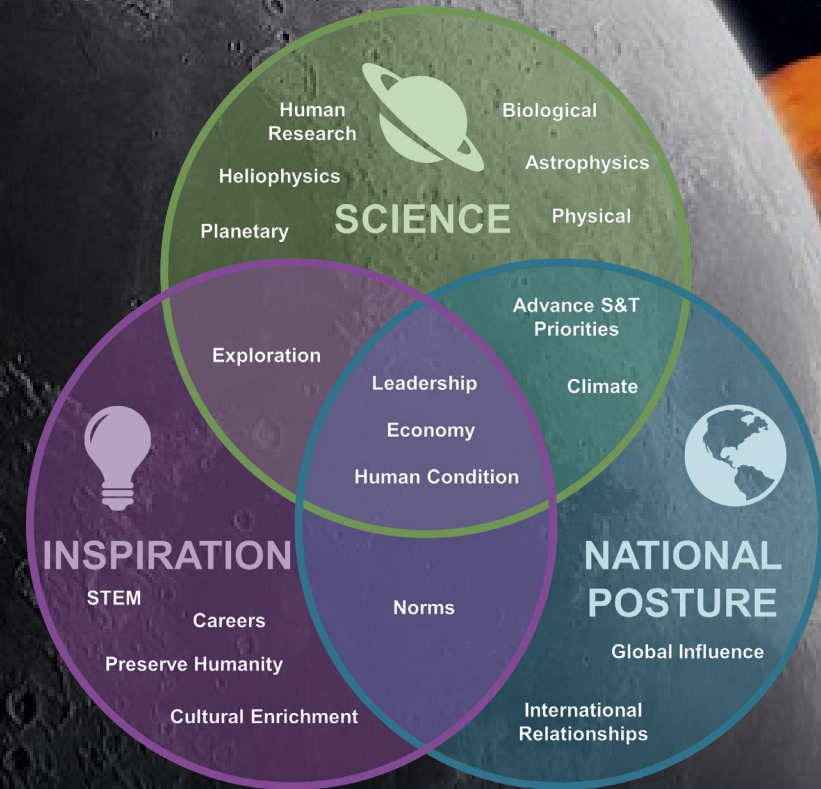 Human
Research
Biological
Heliophysics
Astrophysics
Planetary
SCIENCE
Physical
Advance S&T
Priorities
Exploration
Leadership
Climate
Economy
Human Condition
INSPIRATION
NATIONAL
POSTURE
STEM
Careers
Norms
Preserve Humanity
Global Influence
Cultural Enrichment
International
Relationships